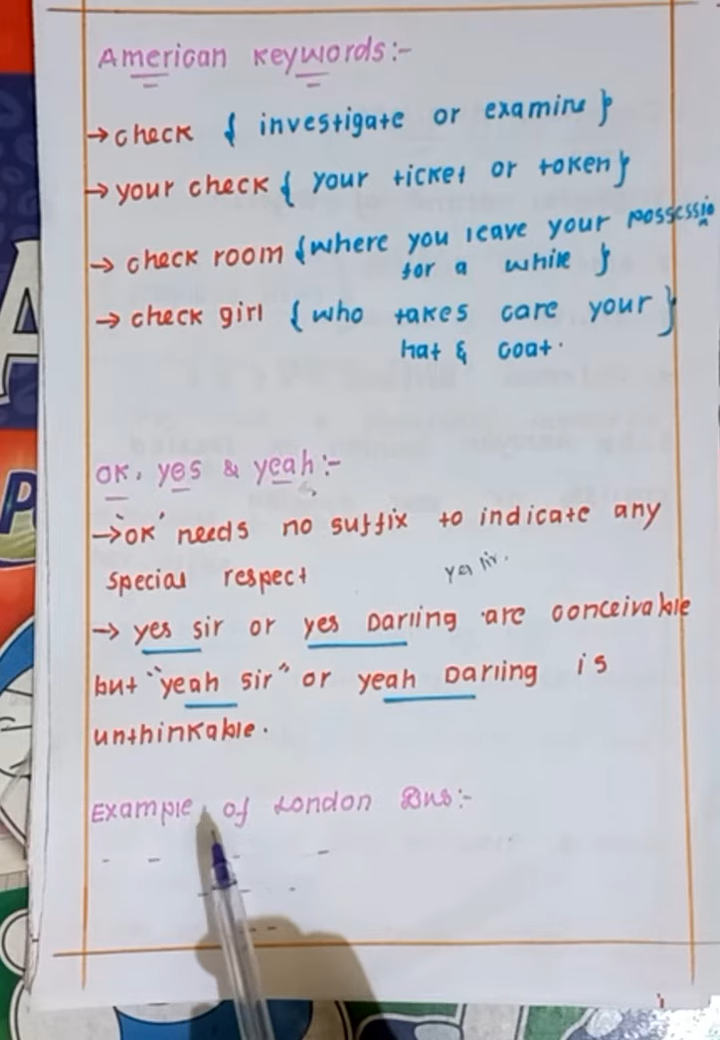 American Keywords:-
→ check { investigate or examine }
→ your check { your ticket or token }
→ check room { where you leave your possessio
for a while }
→ check girl { who takes care your }
hat & coat.
OK, yes & yeah :-
→ 'OK' needs no suffix to indicate any
special respect
yes sir.
→ yes sir or yes Darling are conceivable
but "yeah sir" or yeah Darling is
unthinkable.
Example of London Bus:-